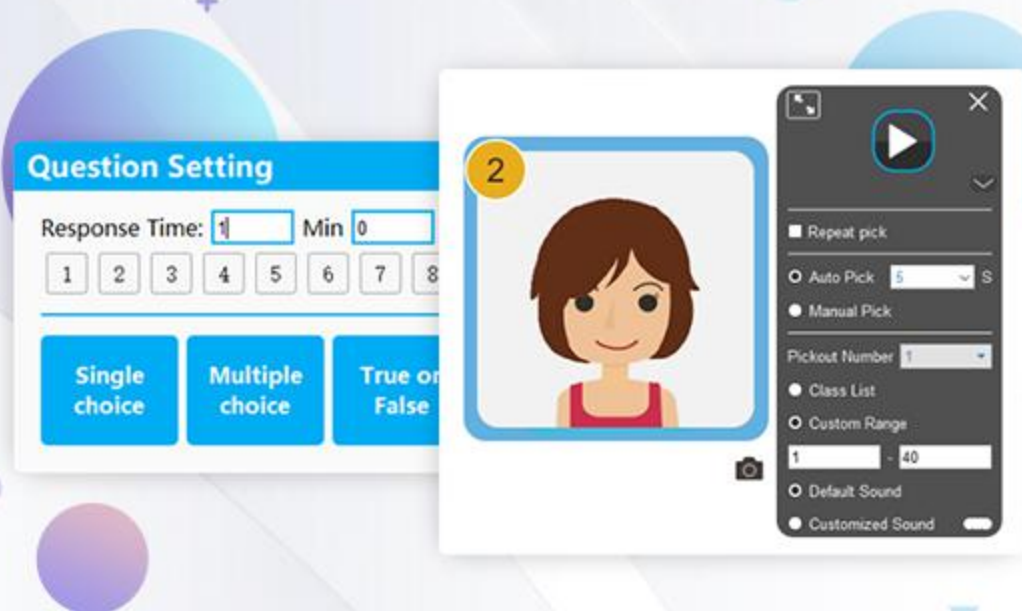 Question Setting
Response Time: 1 Min 0
1 2 3 4 5 6 7 8
Single choice
Multiple choice
True or False
2
Repeat pick
Auto Pick 5 S
Manual Pick
Pickout Number 1
Class List
Custom Range
1 - 40
Default Sound
Customized Sound